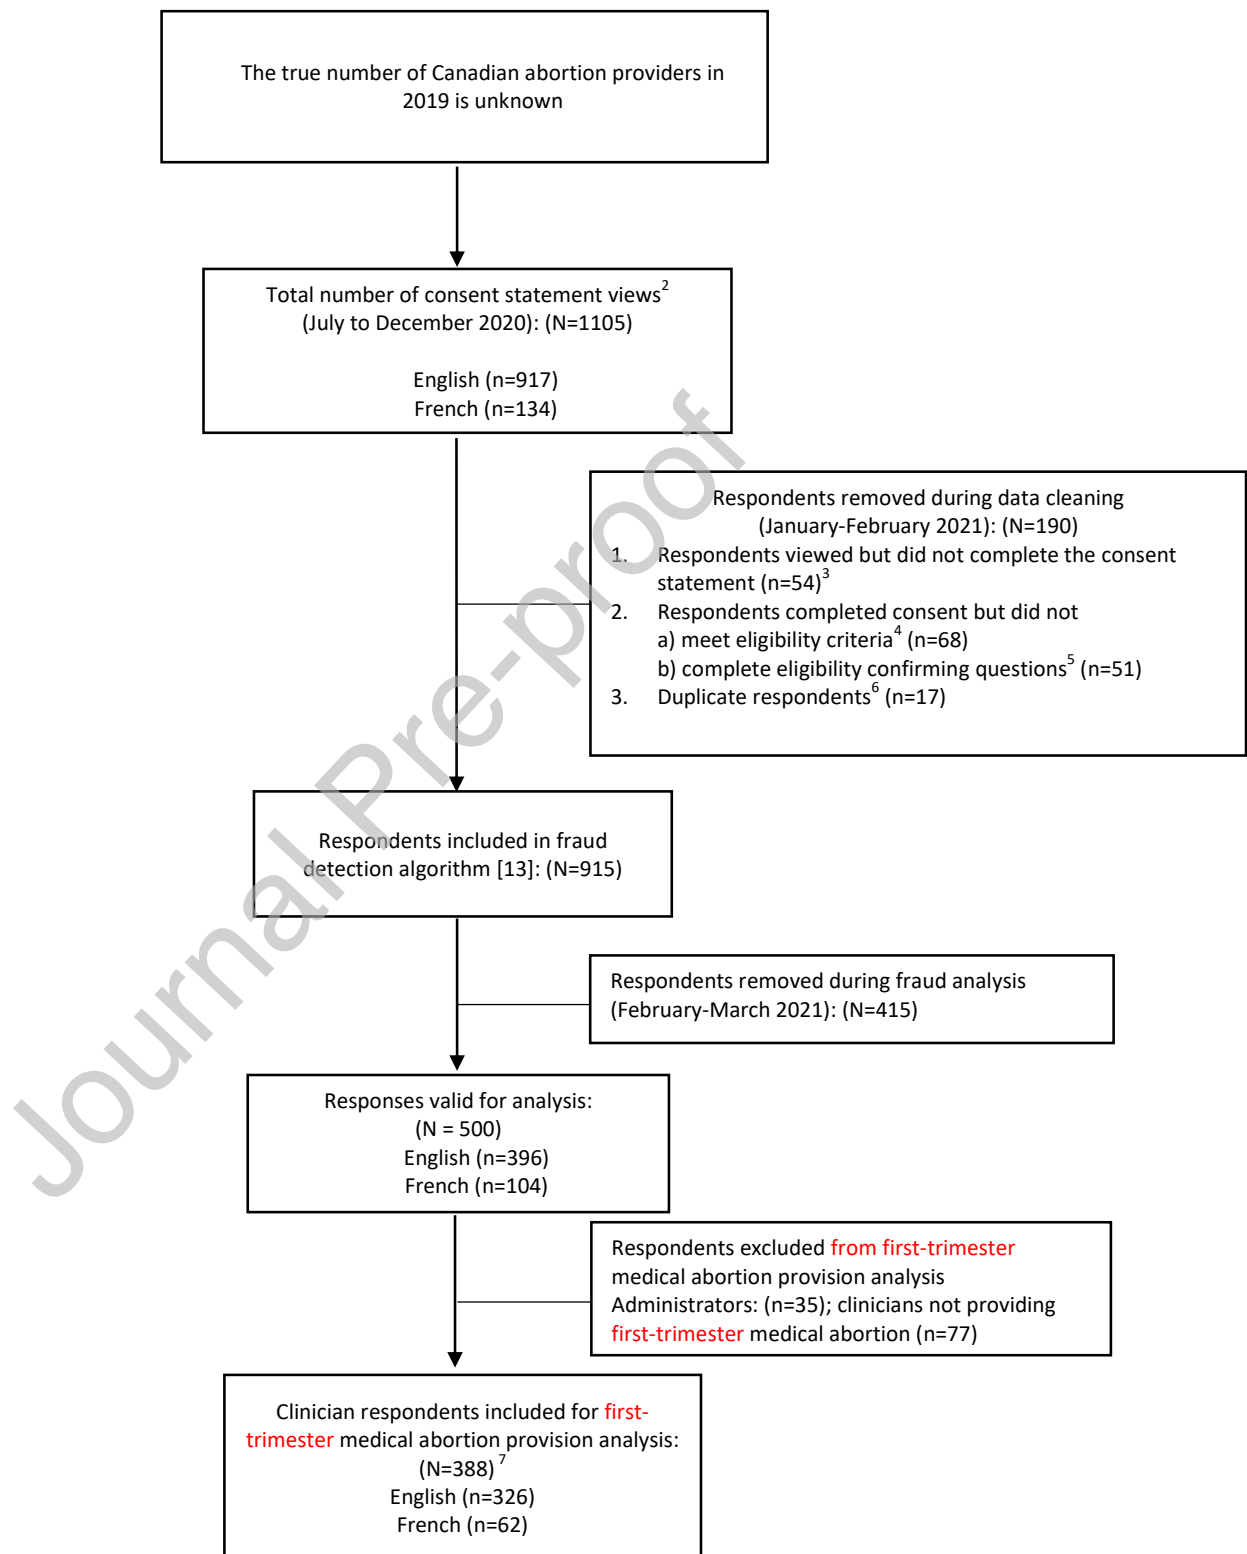 The true number of Canadian abortion providers in
2019 is unknown
Total number of consent statement views2
(July to December 2020): (N=1105)
English (n=917)
French (n=134)
Respondents removed during data cleaning
(January-February 2021): (N=190)
1. Respondents viewed but did not complete the consent
statement (n=54)3
2. Respondents completed consent but did not
a) meet eligibility criteria4 (n=68)
b) complete eligibility confirming questions5 (n=51)
3. Duplicate respondents6 (n=17)
Respondents included in fraud
detection algorithm [13]: (N=915)
Respondents removed during fraud analysis
(February-March 2021): (N=415)
Responses valid for analysis:
(N = 500)
English (n=396)
French (n=104)
Respondents excluded from first-trimester
medical abortion provision analysis
Administrators: (n=35); clinicians not providing
first-trimester medical abortion (n=77)
Clinician respondents included for first-
trimester medical abortion provision analysis:
(N=388) 7
English (n=326)
French (n=62)
Journal Pre-proof